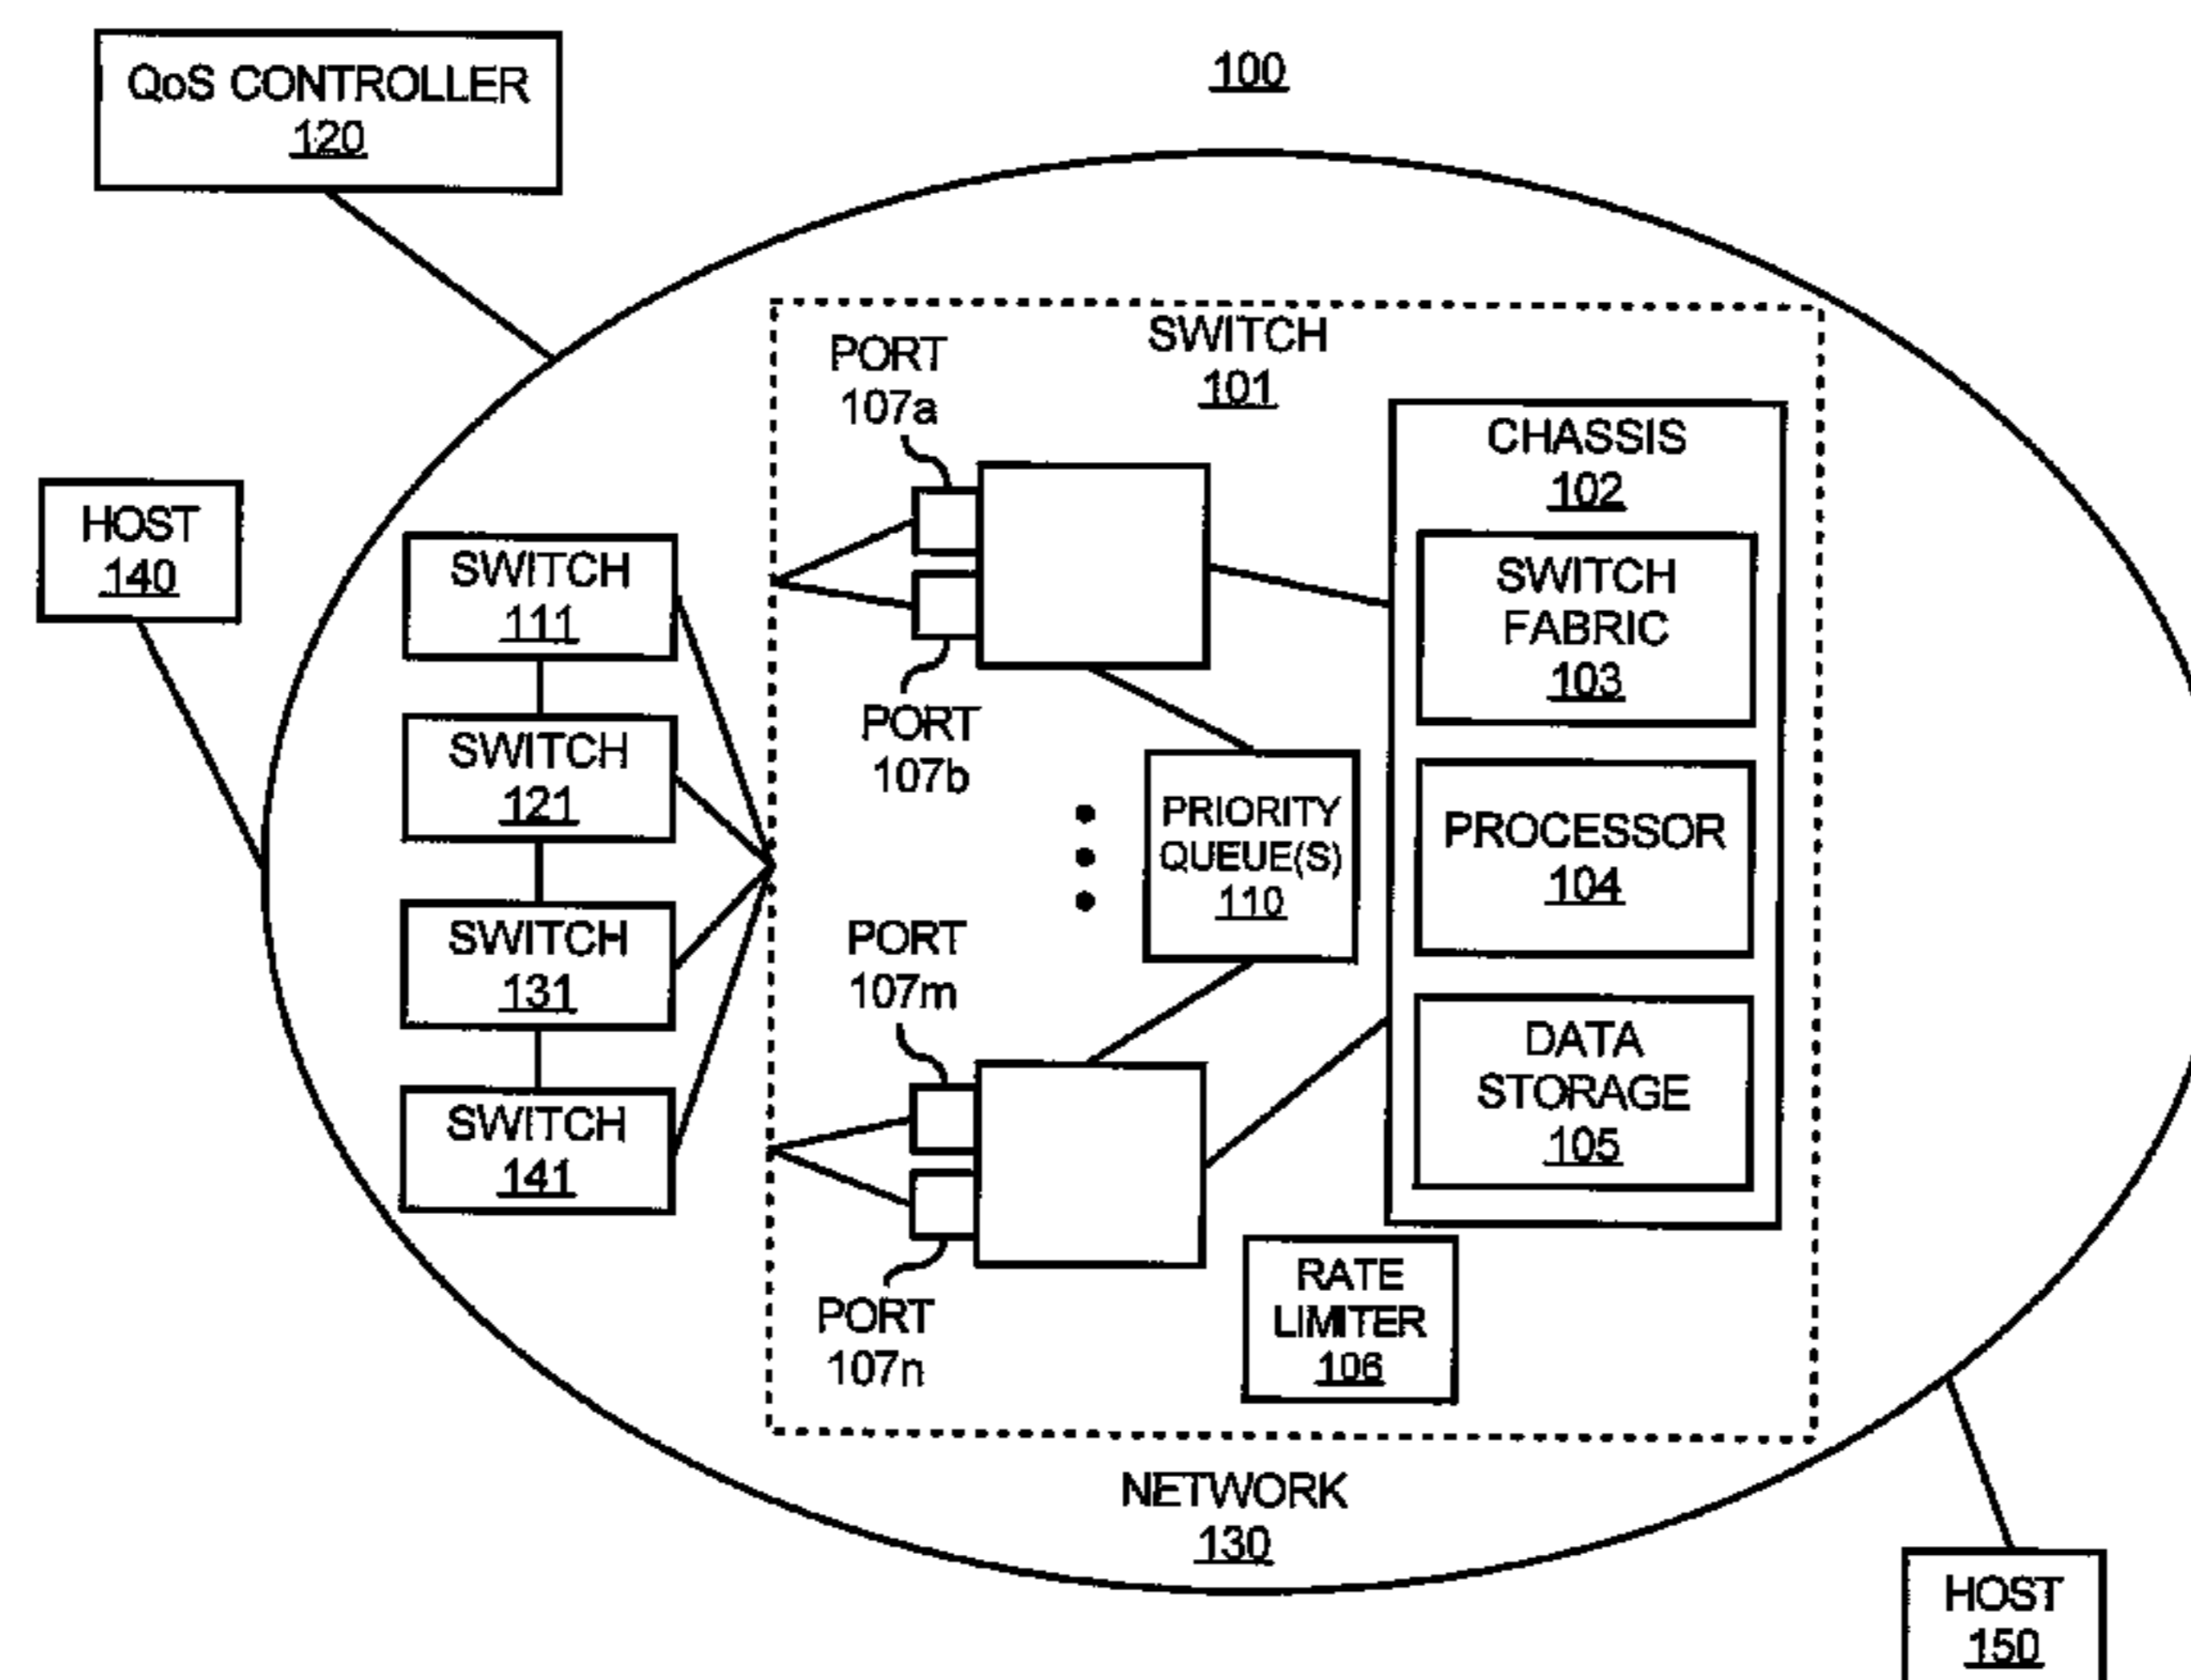 QoS CONTROLLER
120
100
HOST
140
SWITCH
111
SWITCH
121
SWITCH
131
SWITCH
141
SWITCH
101
PORT
107a
PORT
107b
PORT
107m
PORT
107n
PRIORITY
QUEUE(S)
110
CHASSIS
102
SWITCH
FABRIC
103
PROCESSOR
104
DATA
STORAGE
105
RATE
LIMITER
106
NETWORK
130
HOST
150